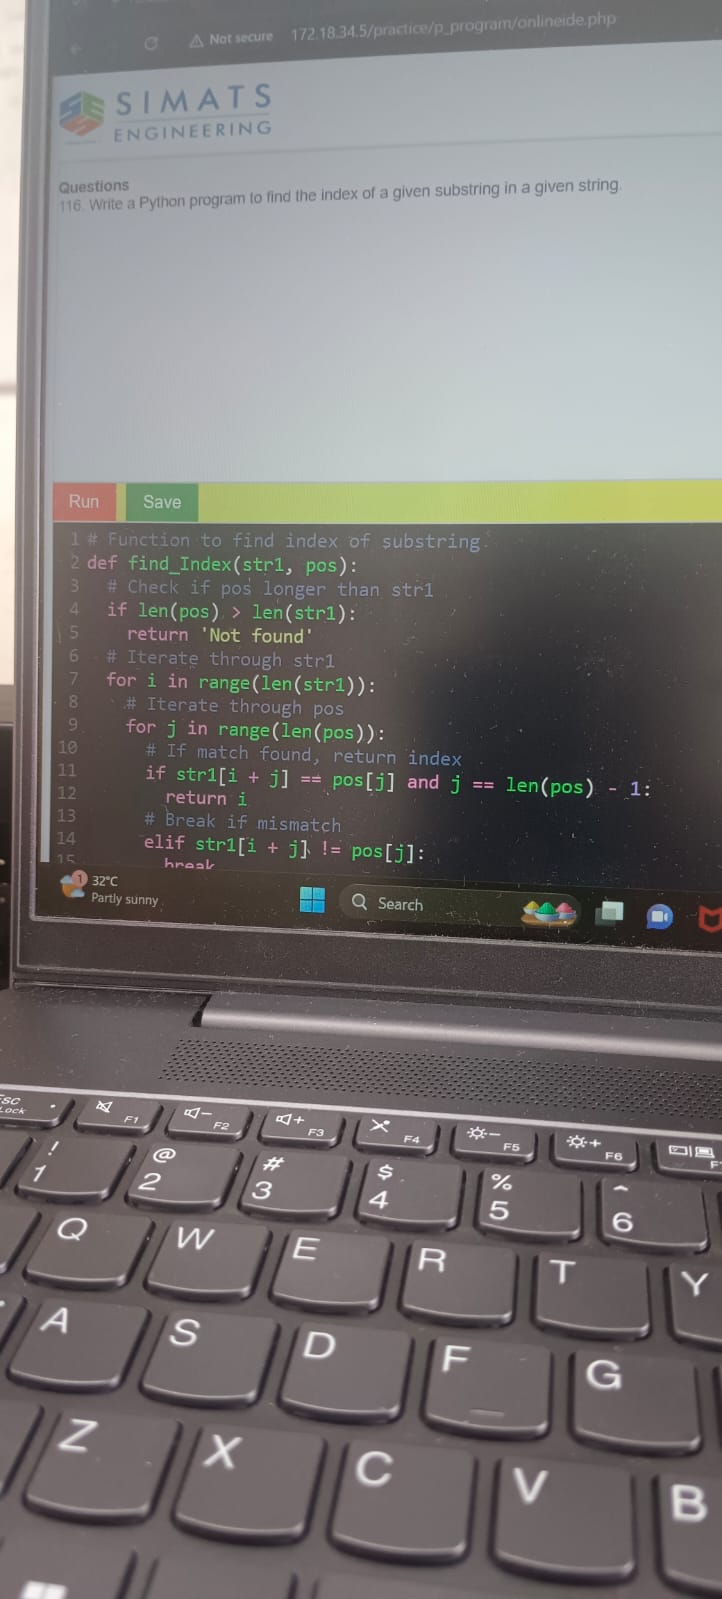 Not secure 172.18.34.5/practice/p_program/onlineide.php
SIMATS
ENGINEERING
Questions
116. Write a Python program to find the index of a given substring in a given string.
Run Save
1 # Function to find index of substring
2 def find_Index(str1, pos):
3 # Check if pos longer than str1
4 if len(pos) > len(str1):
5 return 'Not found'
6 # Iterate through str1
7 for i in range(len(str1)):
8 # Iterate through pos
9 for j in range(len(pos)):
10 # If match found, return index
11 if str1[i + j] == pos[j] and j == len(pos) - 1:
12 return i
13 # Break if mismatch
14 elif str1[i + j] != pos[j]:
15 break
1 32°C
Partly sunny
Search
Lock F1 F2 F3 F4 F5 F6
! @ # $ % ^
1 2 3 4 5 6
Q W E R T Y
A S D F G
Z X C V B